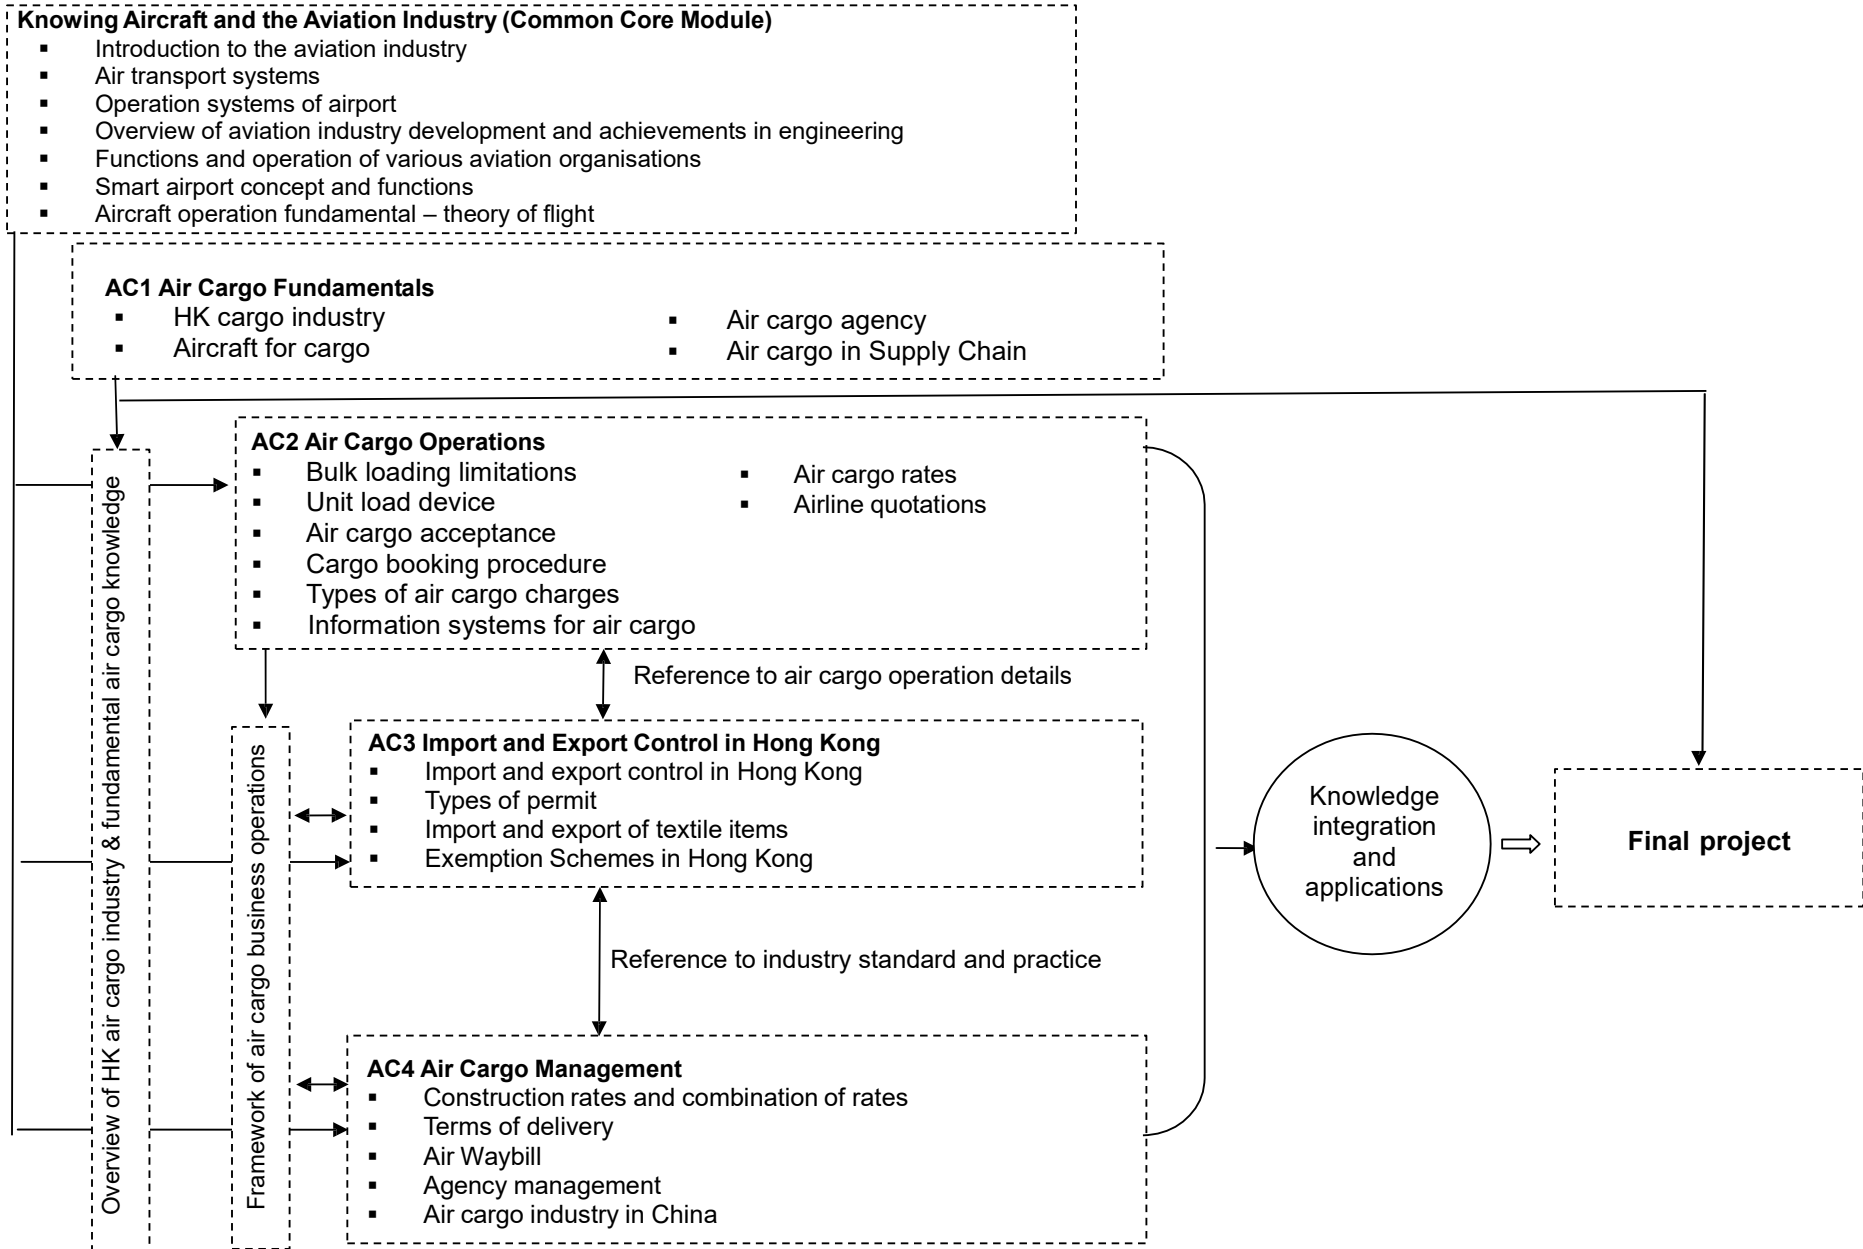 Knowing Aircraft and the Aviation Industry (Common Core Module)
▪ Introduction to the aviation industry
▪ Air transport systems
▪ Operation systems of airport
▪ Overview of aviation industry development and achievements in engineering
▪ Functions and operation of various aviation organisations
▪ Smart airport concept and functions
▪ Aircraft operation fundamental – theory of flight
AC1 Air Cargo Fundamentals
▪ HK cargo industry
▪ Aircraft for cargo
▪ Air cargo agency
▪ Air cargo in Supply Chain
Overview of HK air cargo industry & fundamental air cargo knowledge
AC2 Air Cargo Operations
▪ Bulk loading limitations
▪ Unit load device
▪ Air cargo acceptance
▪ Cargo booking procedure
▪ Types of air cargo charges
▪ Information systems for air cargo
▪ Air cargo rates
▪ Airline quotations
Reference to air cargo operation details
Framework of air cargo business operations
AC3 Import and Export Control in Hong Kong
▪ Import and export control in Hong Kong
▪ Types of permit
▪ Import and export of textile items
▪ Exemption Schemes in Hong Kong
Reference to industry standard and practice
AC4 Air Cargo Management
▪ Construction rates and combination of rates
▪ Terms of delivery
▪ Air Waybill
▪ Agency management
▪ Air cargo industry in China
Knowledge
integration
and
applications
Final project